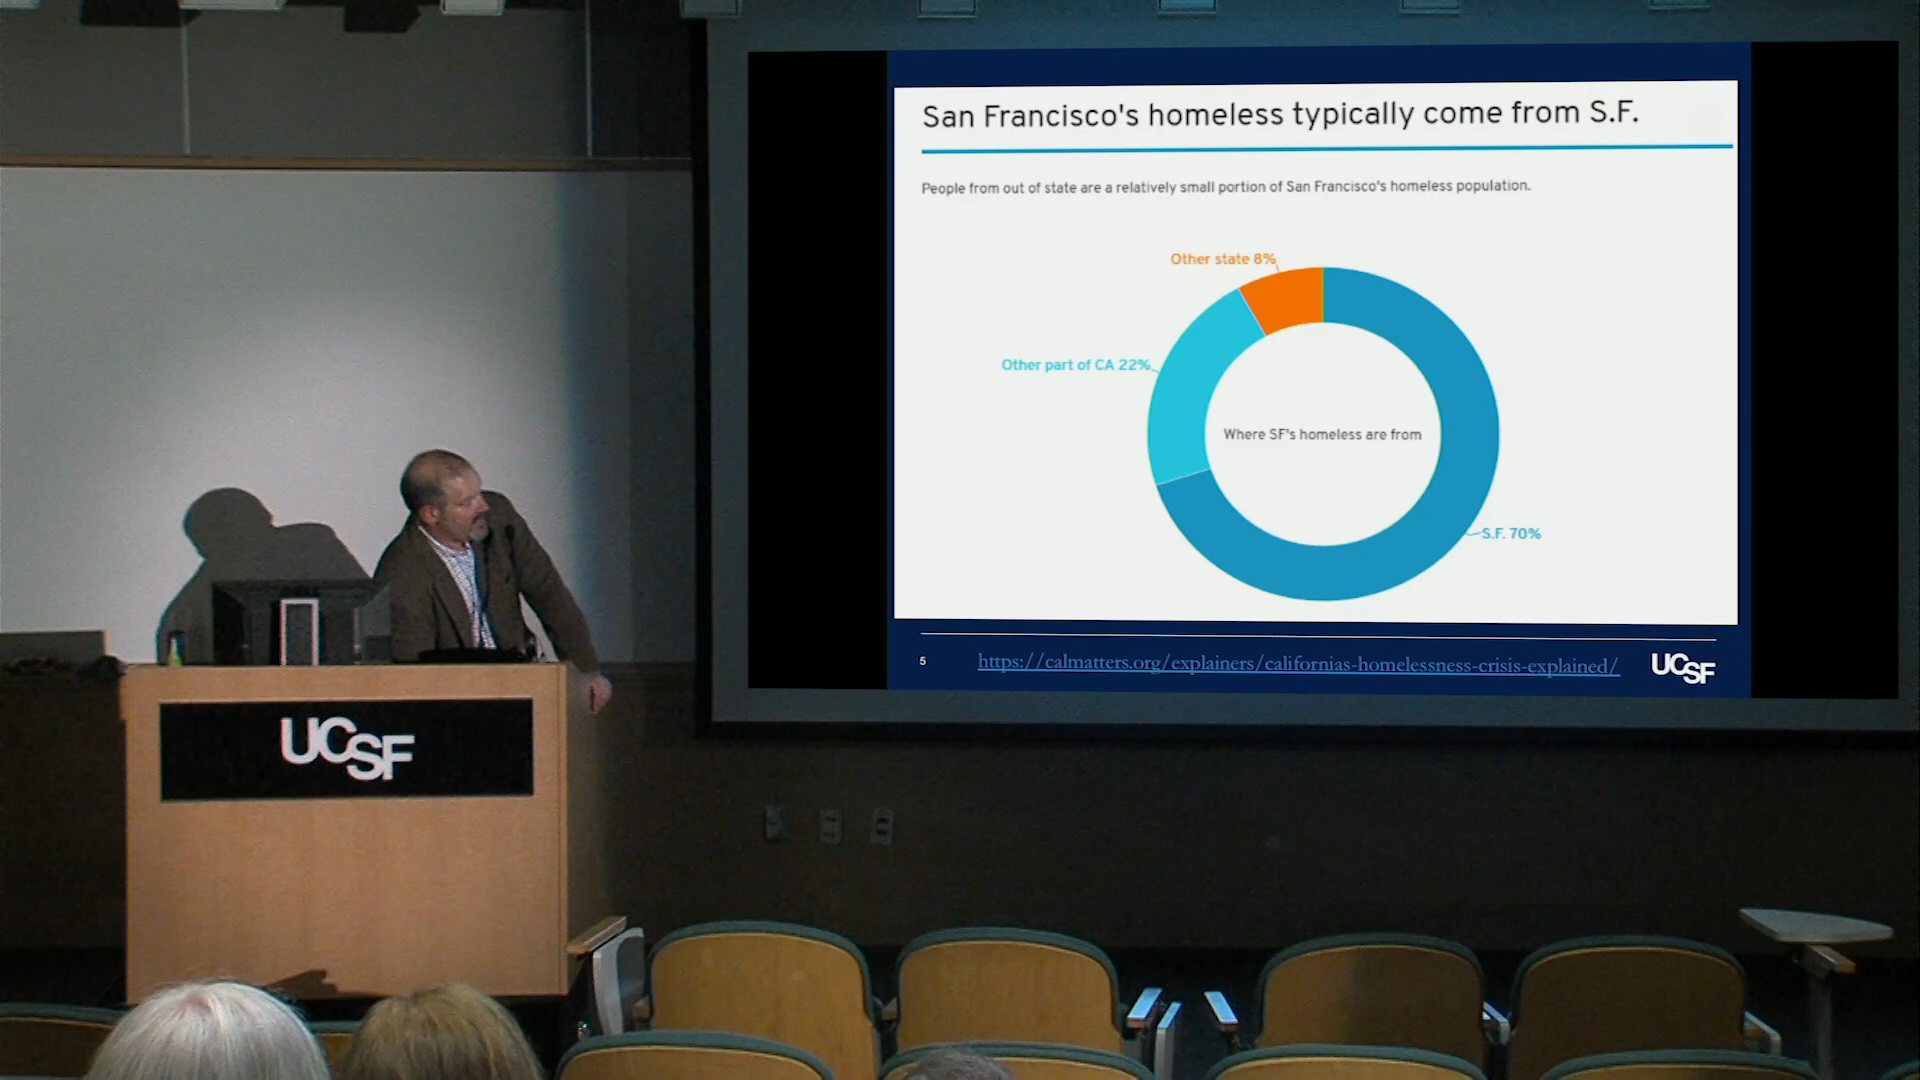 San Francisco's homeless typically come from S.F.
People from out of state are a relatively small portion of San Francisco's homeless population.
Other state 8%
Other part of CA 22%
Where SF's homeless are from
S.F. 70%
5
https://calmatters.org/explainers/californias-homelessness-crisis-explained/
UCSF
UCSF